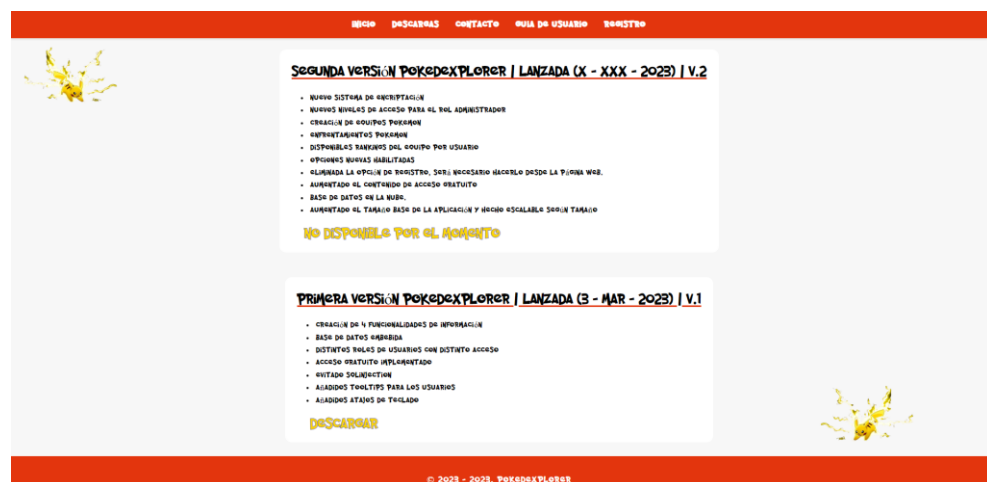 INICIO DESCARGAS CONTACTO GUIA DE USUARIO REGISTRO
SEGUNDA VERSIÓN POKEDEXPLORER | LANZADA (X - XXX - 2023) | V.2
NUEVO SISTEMA DE ENCRIPTACIÓN
NUEVOS NIVELES DE ACCESO PARA EL ROL ADMINISTRADOR
CREACIÓN DE EQUIPOS POKEMON
ENFRENTAMIENTOS POKEMON
DISPONIBLES RANKINGS DEL EQUIPO POR USUARIO
OPCIONES NUEVAS HABILITADAS
ELIMINADA LA OPCIÓN DE REGISTRO, SERÁ NECESARIO HACERLO DESDE LA PÁGINA WEB.
AUMENTADO EL CONTENIDO DE ACCESO GRATUITO
BASE DE DATOS EN LA NUBE.
AUMENTADO EL TAMAÑO BASE DE LA APLICACIÓN Y HECHO ESCALABLE SEGÚN TAMAÑO
NO DISPONIBLE POR EL MOMENTO
PRIMERA VERSIÓN POKEDEXPLORER | LANZADA (3 - MAR - 2023) | V.1
CREACIÓN DE 4 FUNCIONALIDADES DE INFORMACIÓN
BASE DE DATOS EMBEBIDA
DISTINTOS ROLES DE USUARIOS CON DISTINTO ACCESO
ACCESO GRATUITO IMPLEMENTADO
EVITADO SQLINJECTION
AÑADIDOS TOOLTIPS PARA LOS USUARIOS
AÑADIDOS ATAJOS DE TECLADO
DESCARGAR
© 2023 - 2023, POKEDEXPLORER